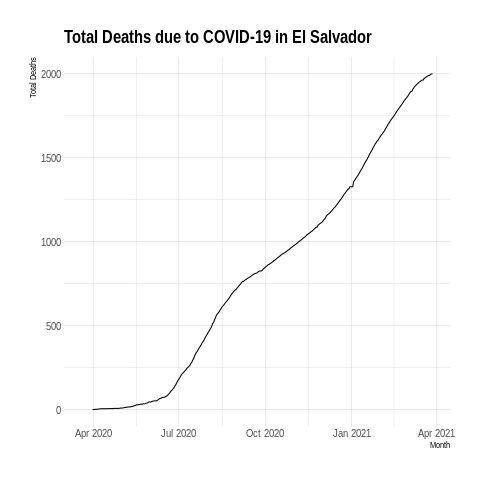 Total Deaths due to COVID-19 in El Salvador
Total Deaths
2000
1500
1000
500
0
Apr 2020 Jul 2020 Oct 2020 Jan 2021 Apr 2021
Month